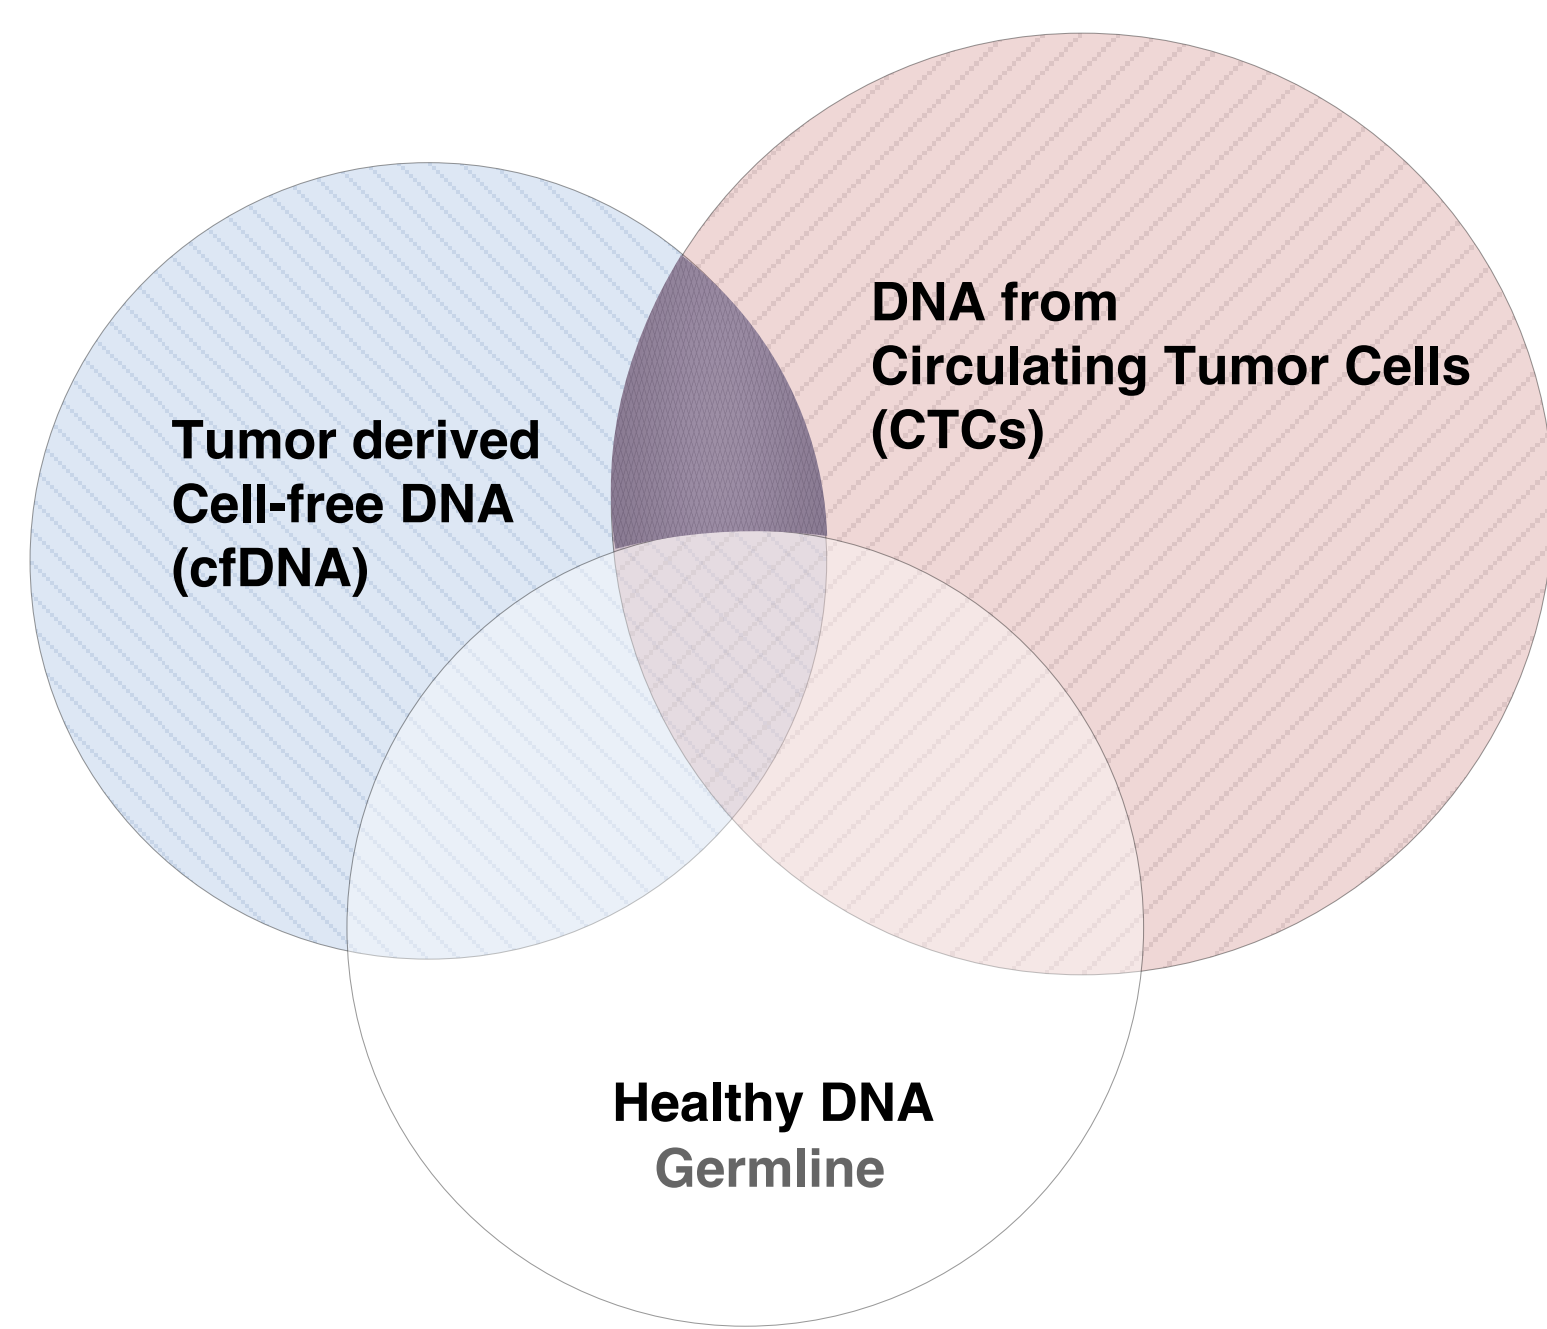 Tumor derived
Cell-free DNA
(cfDNA)
DNA from
Circulating Tumor Cells
(CTCs)
Healthy DNA
Germline